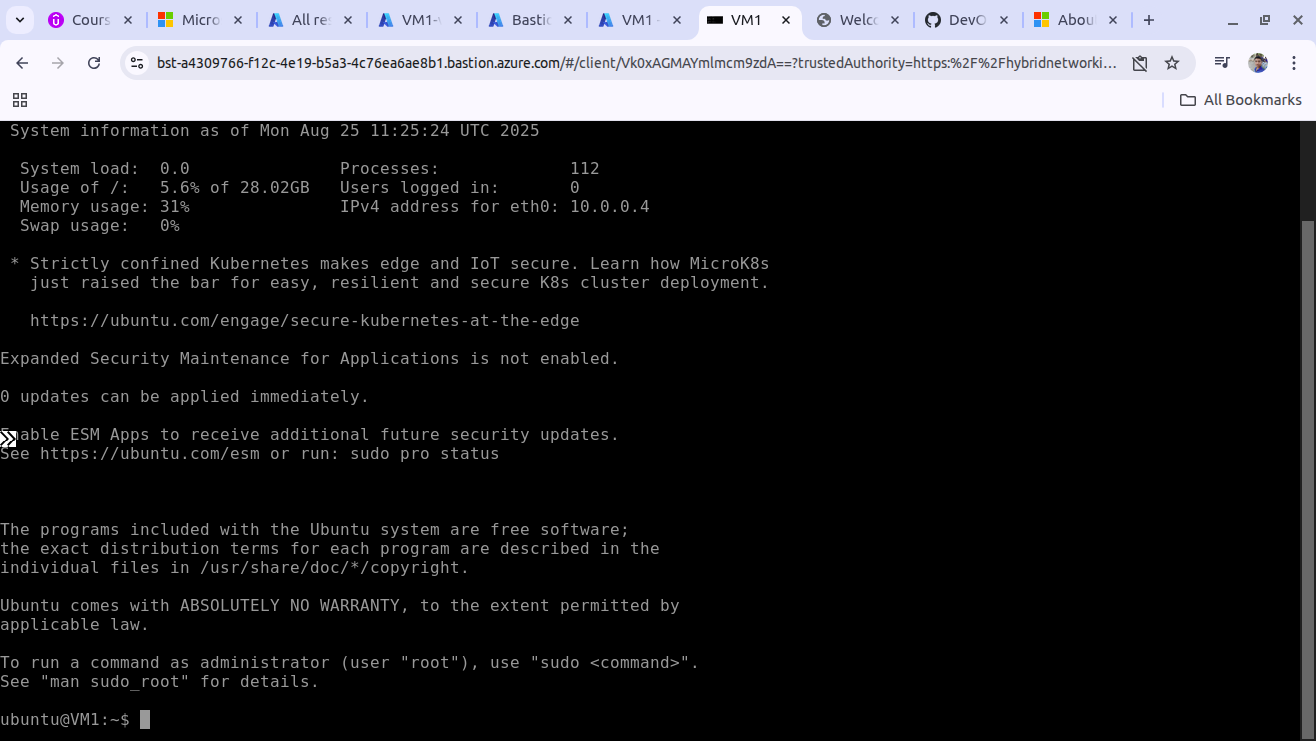 Cours
Micro
All res
VM1-v
Bastic
VM1 -
VM1
Welco
DevO
Abou
bst-a4309766-f12c-4e19-b5a3-4c76ea6ae8b1.bastion.azure.com/#/client/Vk0xAGMAYmlmcm9zdA==?trustedAuthority=https:%2F%2Fhybridnetworki...
All Bookmarks
System information as of Mon Aug 25 11:25:24 UTC 2025
System load: 0.0 Processes: 112
Usage of /: 5.6% of 28.02GB Users logged in: 0
Memory usage: 31% IPv4 address for eth0: 10.0.0.4
Swap usage: 0%
* Strictly confined Kubernetes makes edge and IoT secure. Learn how MicroK8s
just raised the bar for easy, resilient and secure K8s cluster deployment.
https://ubuntu.com/engage/secure-kubernetes-at-the-edge
Expanded Security Maintenance for Applications is not enabled.
0 updates can be applied immediately.
Enable ESM Apps to receive additional future security updates.
See https://ubuntu.com/esm or run: sudo pro status
The programs included with the Ubuntu system are free software;
the exact distribution terms for each program are described in the
individual files in /usr/share/doc/*/copyright.
Ubuntu comes with ABSOLUTELY NO WARRANTY, to the extent permitted by
applicable law.
To run a command as administrator (user "root"), use "sudo <command>".
See "man sudo_root" for details.
ubuntu@VM1:~$